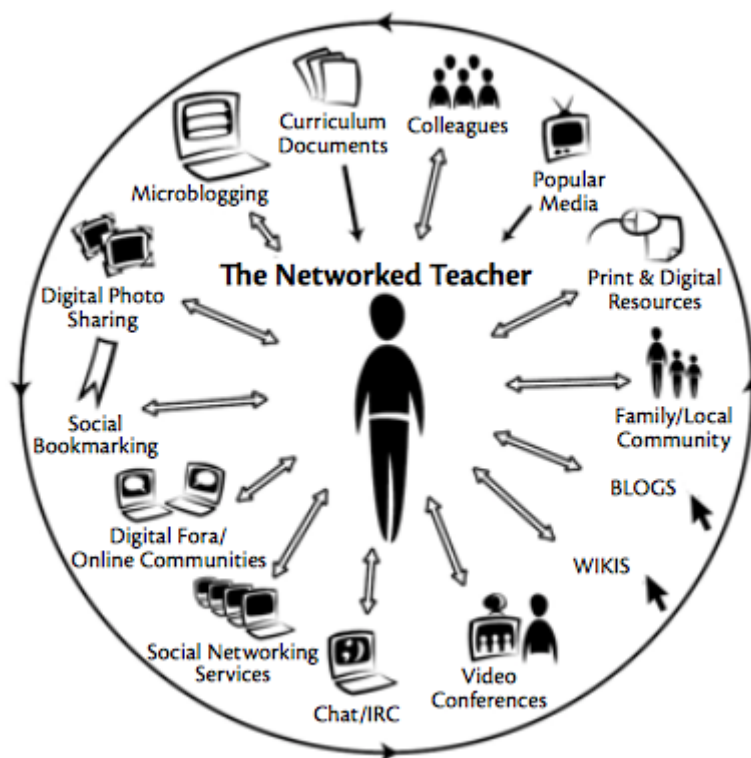 Curriculum
Documents
Colleagues
Microblogging
Popular
Media
The Networked Teacher
Digital Photo
Sharing
Print & Digital
Resources
Social
Bookmarking
Family/Local
Community
BLOGS
Digital Fora/
Online Communities
WIKIS
Social Networking
Services
Chat/IRC
Video
Conferences